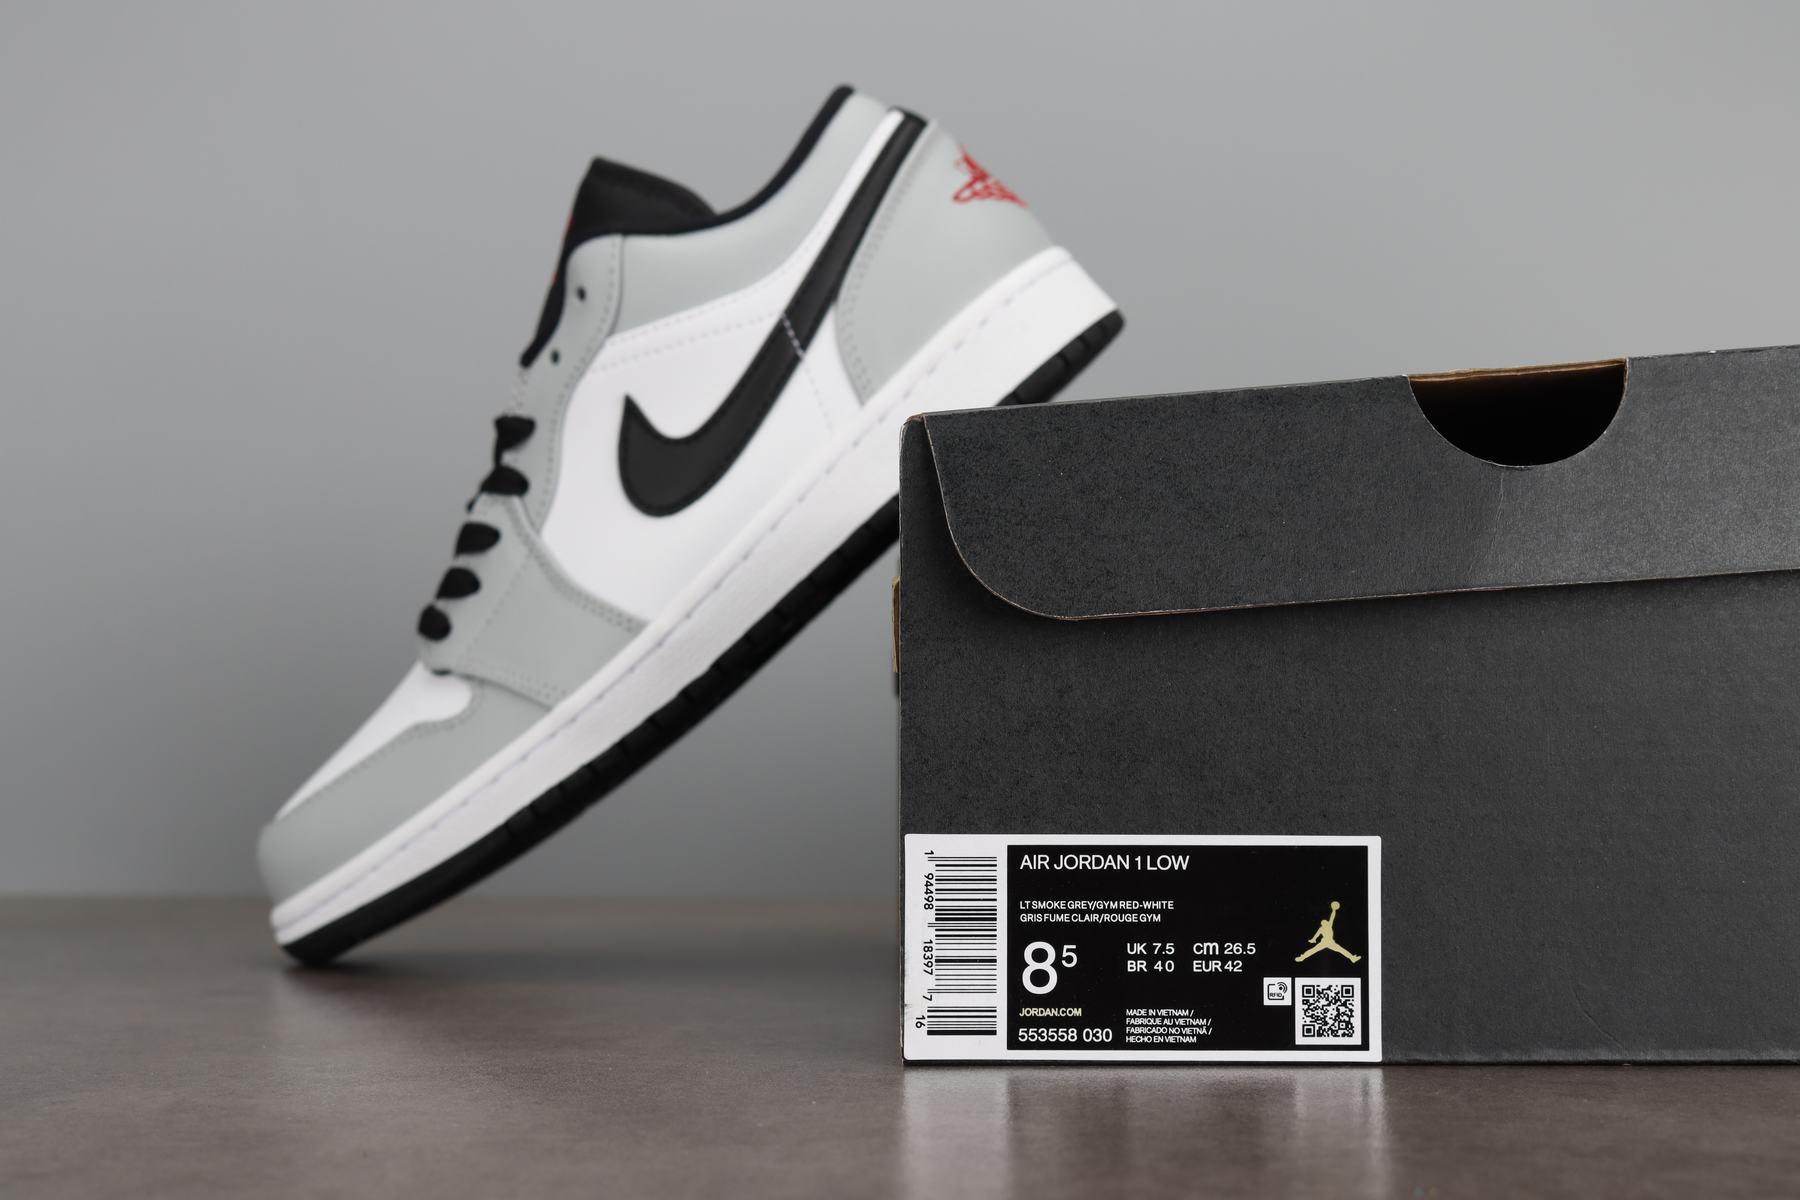 AIR JORDAN 1 LOW
LT SMOKE GREY/GYM RED-WHITE
GRIS FUME CLAIR/ROUGE GYM
8⁵
UK 7.5 cm 26.5
BR 40 EUR 42
JORDAN.COM
553558 030
MADE IN VIETNAM /
FABRIQUE AU VIETNAM /
FABRICADO NO VIETNÃ /
HECHO EN VIETNAM
RFID
1 94498 18397 7 16